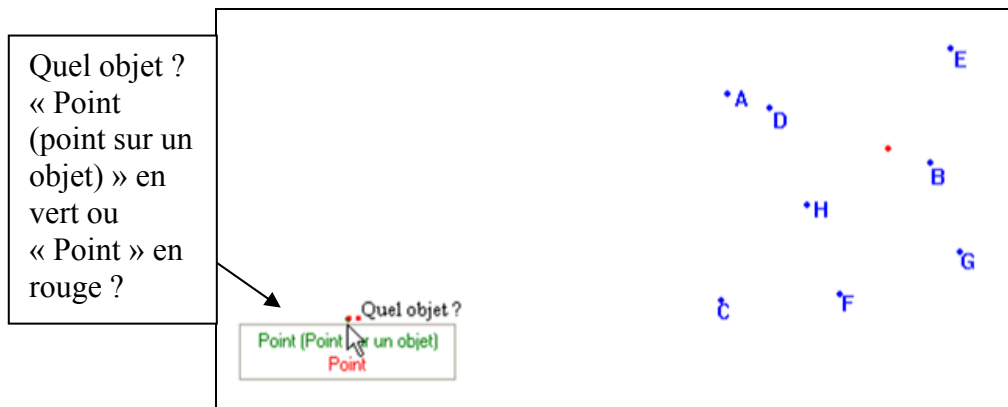 Quel objet ?
« Point
(point sur un
objet) » en
vert ou
« Point » en
rouge ?
E
A
D
B
H
G
C
F
Quel objet ?
Point (Point r un objet)
Point